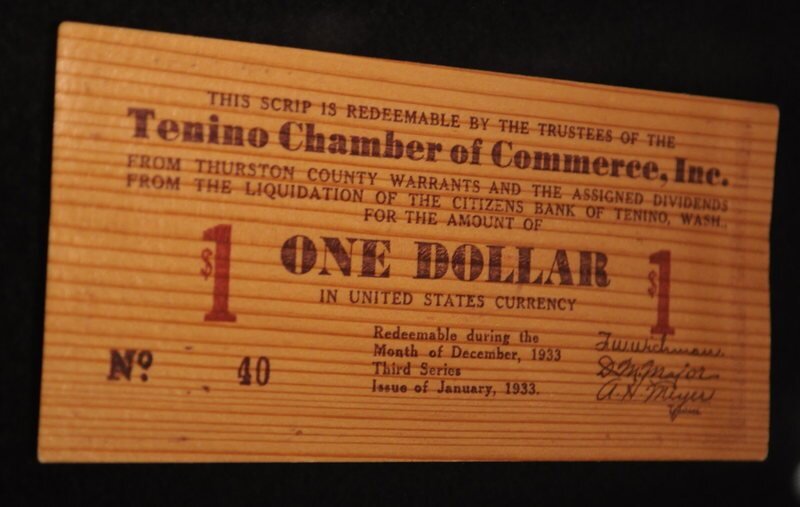 THIS SCRIP IS REDEEMABLE BY THE TRUSTEES OF THE
Tenino Chamber of Commerce, Inc.
FROM THURSTON COUNTY WARRANTS AND THE ASSIGNED DIVIDENDS
FROM THE LIQUIDATION OF THE CITIZENS BANK OF TENINO, WASH.,
FOR THE AMOUNT OF
$1 ONE DOLLAR $1
IN UNITED STATES CURRENCY
Redeemable during the
Month of December, 1933
Third Series
Issue of January, 1933.
No. 40
D. M. Major
A. H. Meyer